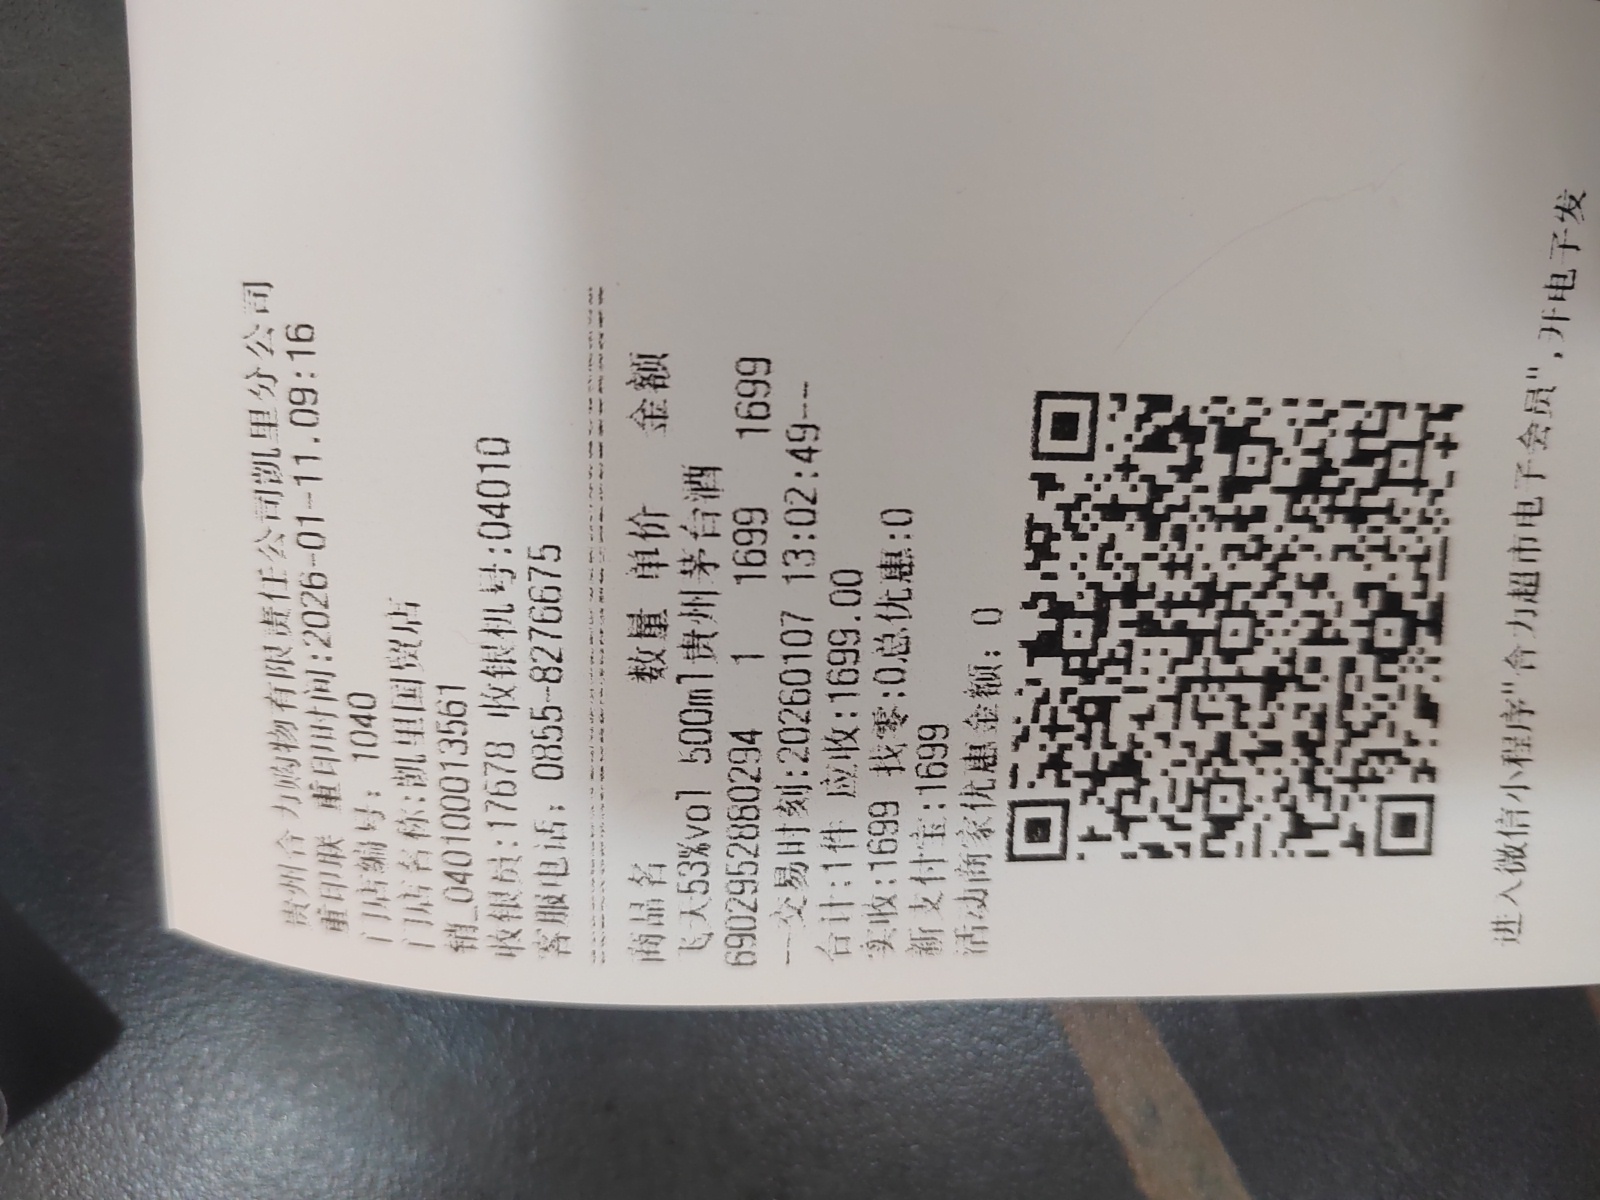 贵州合力购物有限责任公司凯里分公司
重印联 重印时间:2026-01-11.09:16
门店编号: 1040
门店名称:凯里国贸店
销_0401000013561
收银员:17678 收银机号:04010
客服电话: 0855-8276675
商品名 数量 单价 金额
飞天53%vol 500ml贵州茅台酒
6902952880294 1 1699 1699
--交易时刻:20260107 13:02:49---
合计:1件 应收:1699.00
实收:1699 找零:0总优惠:0
新支付宝:1699
活动商家优惠金额: 0
进入微信小程序"合力超市电子会员",开电子发